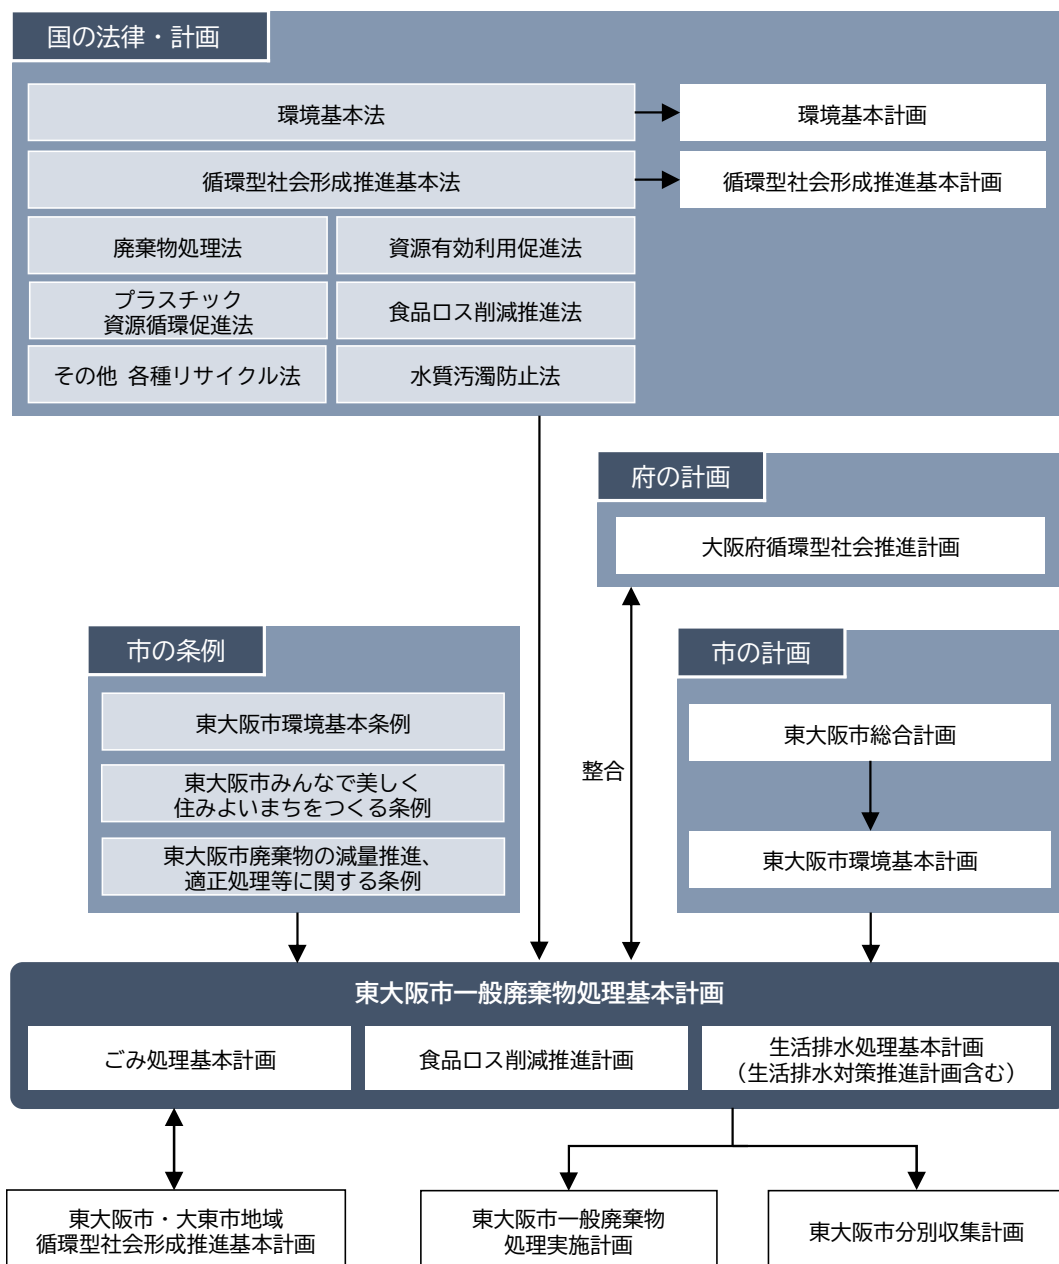 国の法律・計画
環境基本法
環境基本計画
循環型社会形成推進基本法
循環型社会形成推進基本計画
廃棄物処理法
資源有効利用促進法
プラスチック
資源循環促進法
食品ロス削減推進法
その他 各種リサイクル法
水質汚濁防止法
府の計画
大阪府循環型社会推進計画
市の条例
東大阪市環境基本条例
東大阪市みんなで美しく
住みよいまちをつくる条例
東大阪市廃棄物の減量推進、
適正処理等に関する条例
整合
市の計画
東大阪市総合計画
東大阪市環境基本計画
東大阪市一般廃棄物処理基本計画
ごみ処理基本計画
食品ロス削減推進計画
生活排水処理基本計画
（生活排水対策推進計画含む）
東大阪市・大東市地域
循環型社会形成推進基本計画
東大阪市一般廃棄物
処理実施計画
東大阪市分別収集計画